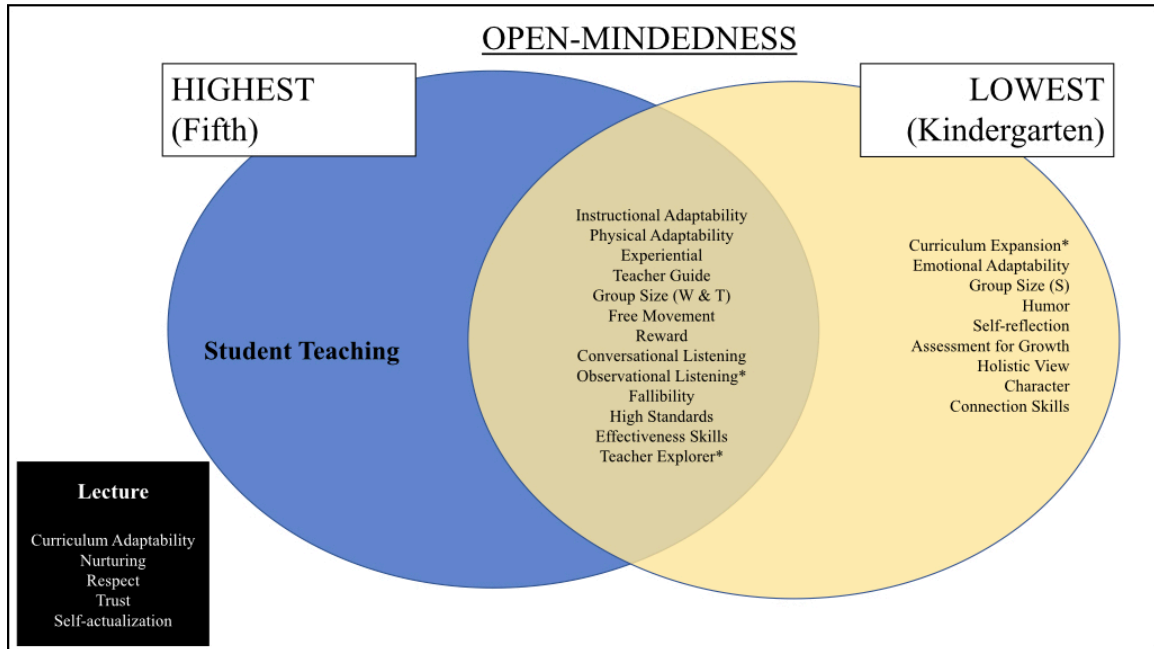 OPEN-MINDEDNESS
HIGHEST
(Fifth)
LOWEST
(Kindergarten)
Student Teaching
Instructional Adaptability
Physical Adaptability
Experiential
Teacher Guide
Group Size (W & T)
Free Movement
Reward
Conversational Listening
Observational Listening*
Fallibility
High Standards
Effectiveness Skills
Teacher Explorer*
Curriculum Expansion*
Emotional Adaptability
Group Size (S)
Humor
Self-reflection
Assessment for Growth
Holistic View
Character
Connection Skills
Lecture
Curriculum Adaptability
Nurturing
Respect
Trust
Self-actualization